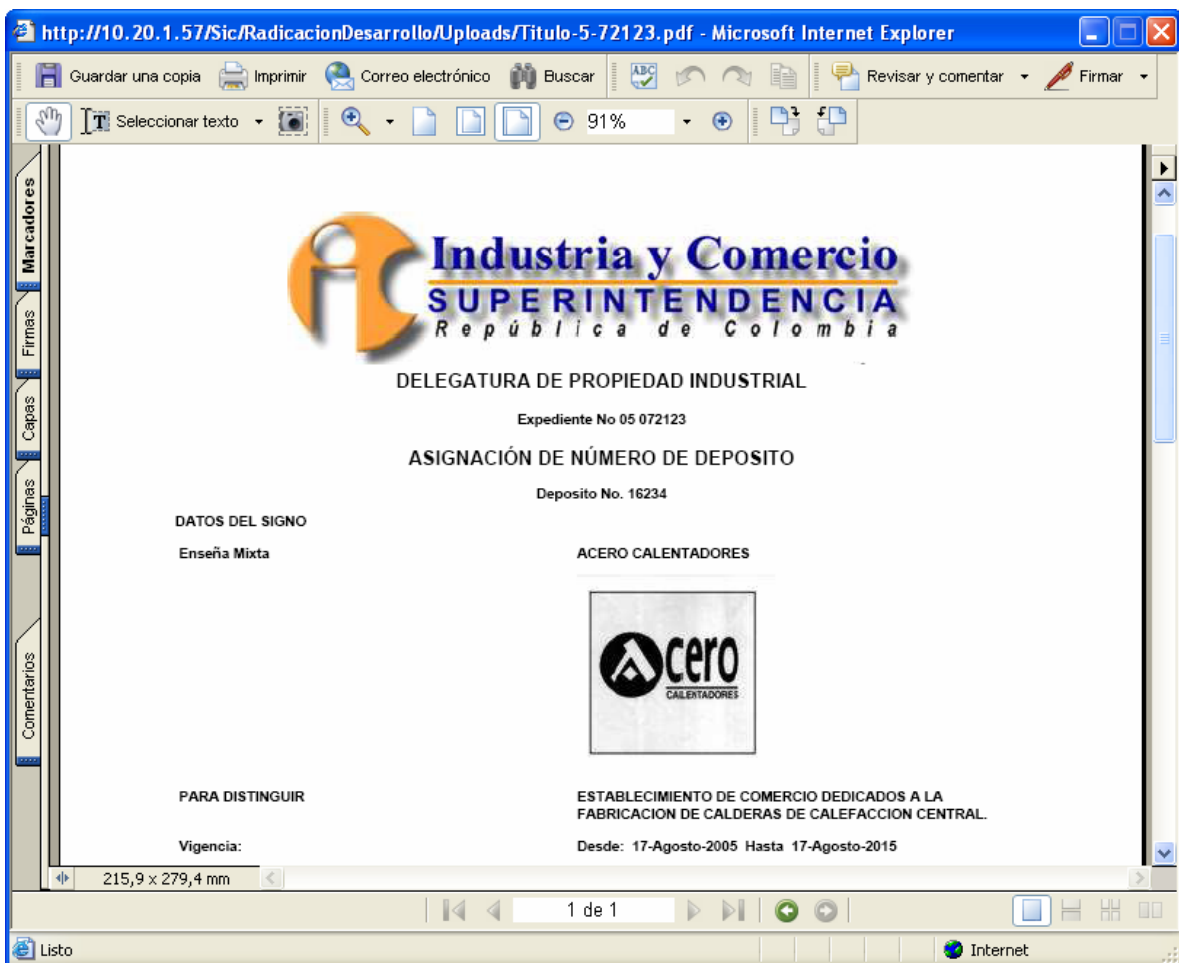 http://10.20.1.57/Sic/RadicacionDesarrollo/Uploads/Titulo-5-72123.pdf - Microsoft Internet Explorer
Guardar una copia Imprimir Correo electrónico Buscar ABC Revisar y comentar Firmar
Seleccionar texto 91%
Marcadores
Firmas
Capas
Páginas
Comentarios
Industria y Comercio
SUPERINTENDENCIA
República de Colombia
DELEGATURA DE PROPIEDAD INDUSTRIAL
Expediente No 05 072123
ASIGNACIÓN DE NÚMERO DE DEPOSITO
Deposito No. 16234
DATOS DEL SIGNO
Enseña Mixta ACERO CALENTADORES
Acero
CALENTADORES
PARA DISTINGUIR ESTABLECIMIENTO DE COMERCIO DEDICADOS A LA
FABRICACION DE CALDERAS DE CALEFACCION CENTRAL.
Vigencia: Desde: 17-Agosto-2005 Hasta 17-Agosto-2015
215,9 x 279,4 mm
1 de 1
Listo Internet